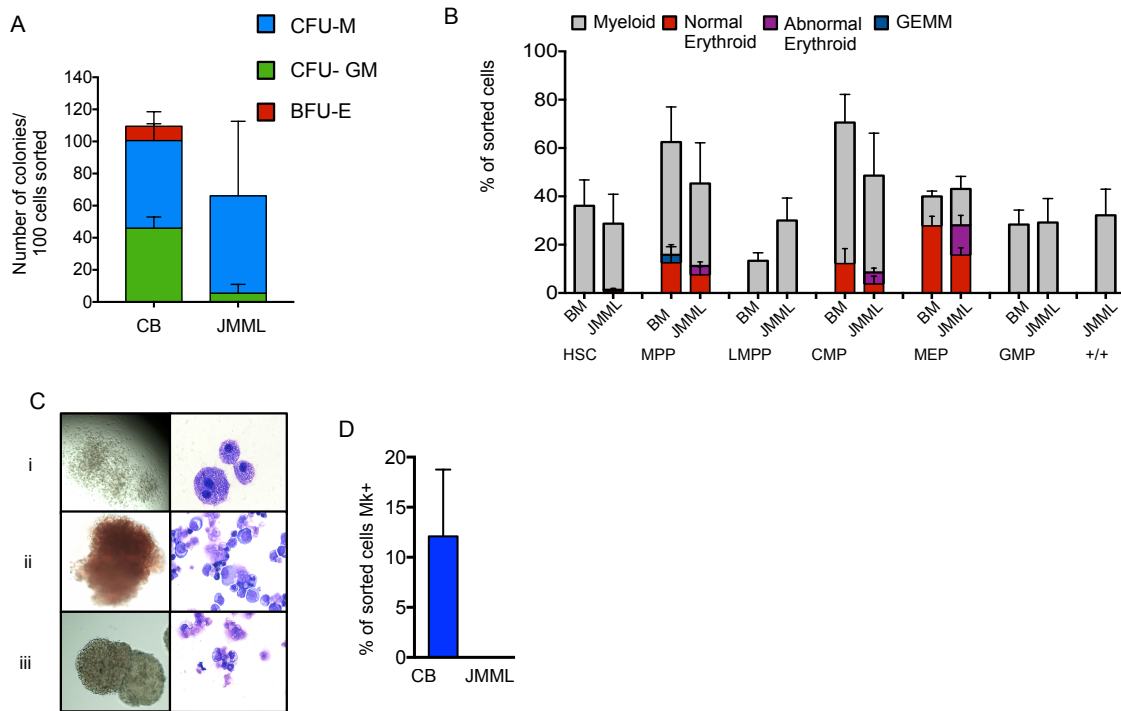 A
CFU-M
CFU- GM
BFU-E
Number of colonies/
100 cells sorted
140
120
100
80
60
40
20
0
CB JMML
B
Myeloid Normal Erythroid Abnormal Erythroid GEMM
% of sorted cells
100
80
60
40
20
0
BM JMML BM JMML BM JMML BM JMML BM JMML BM JMML JMML
HSC MPP LMPP CMP MEP GMP +/+
C
i
ii
iii
D
% of sorted cells Mk+
20
15
10
5
0
CB JMML